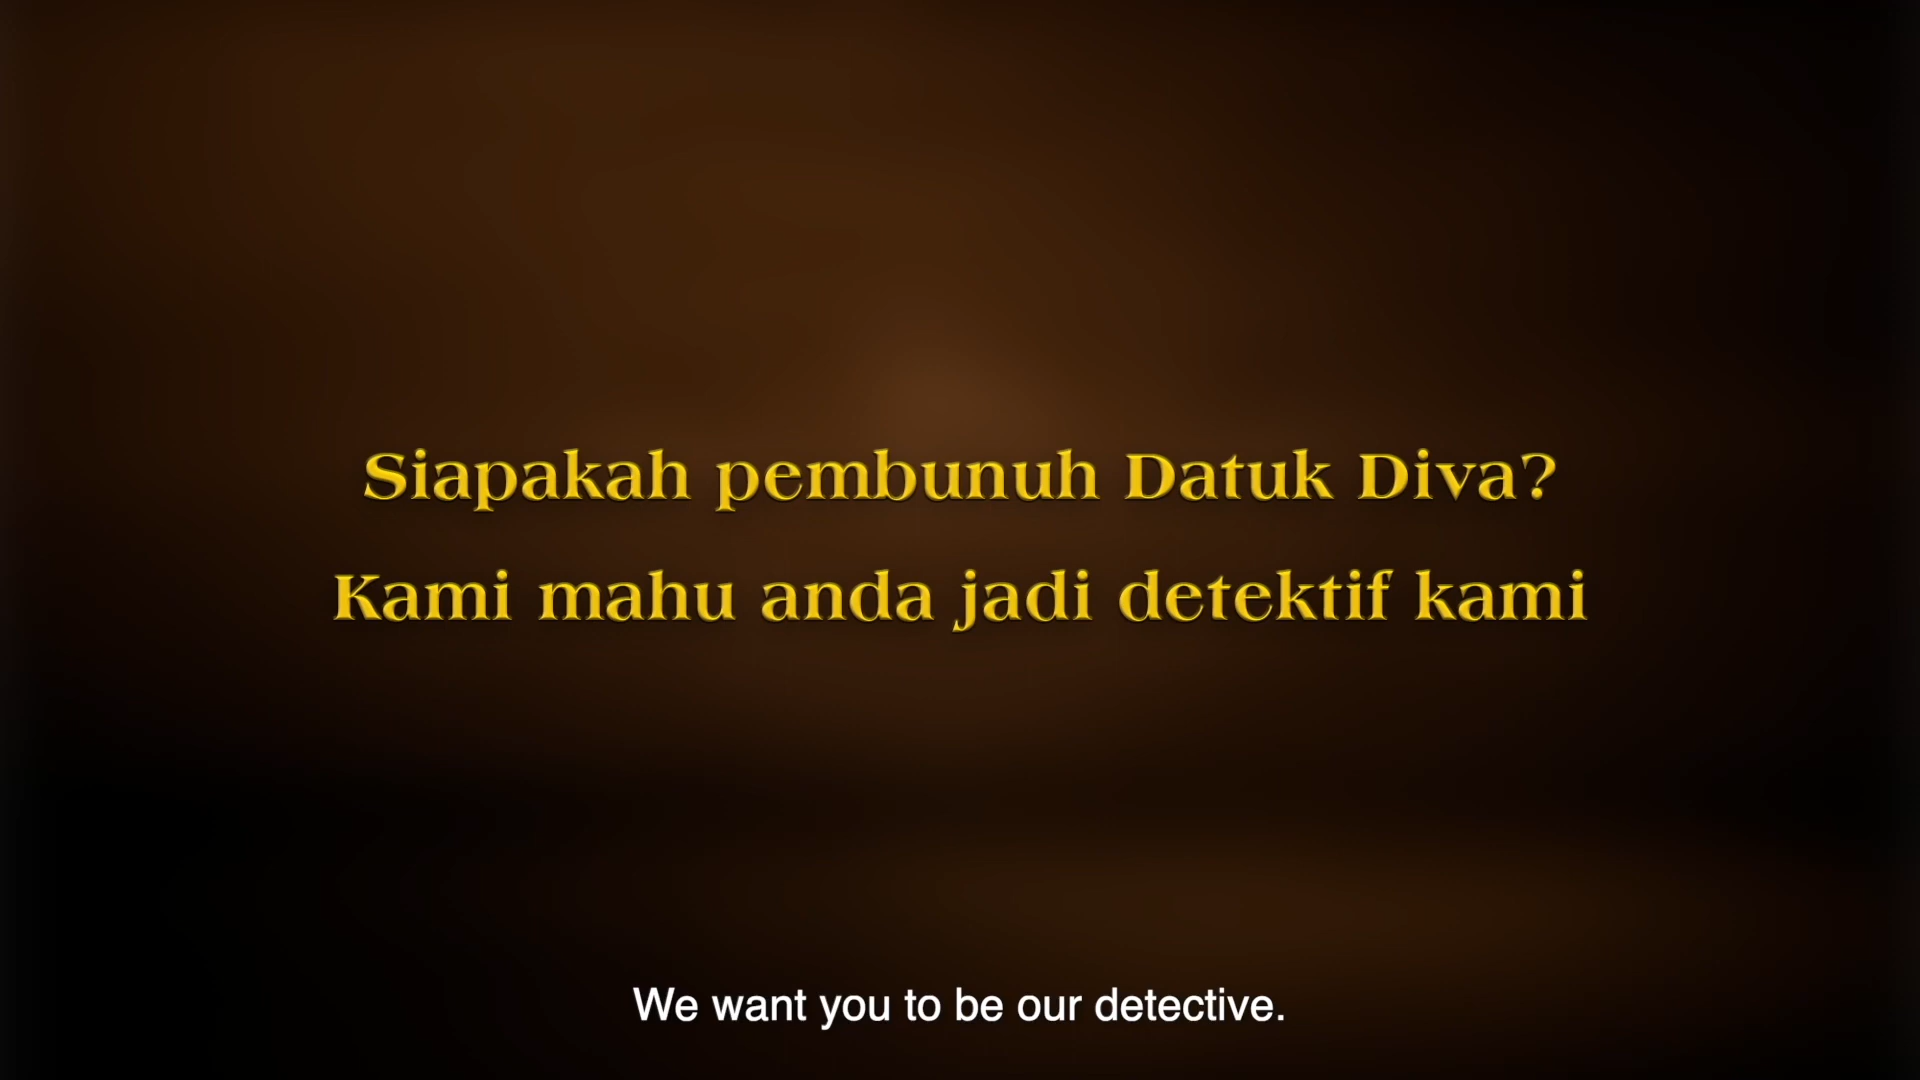 Siapakah pembunuh Datuk Diva?
Kami mahu anda jadi detektif kami
We want you to be our detective.